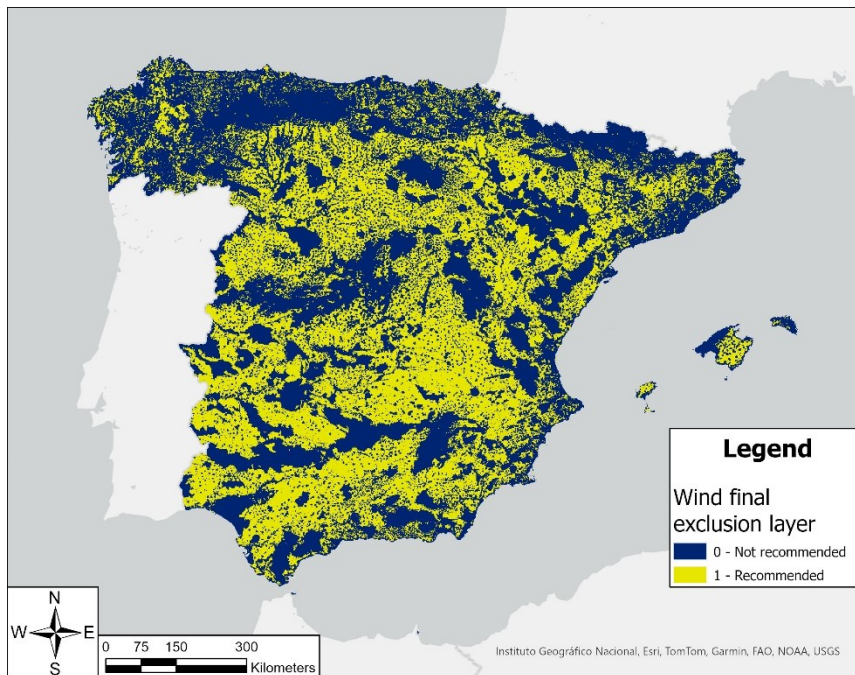 Legend
Wind final
exclusion layer
0 - Not recommended
1 - Recommended
N
W E
S
0 75 150 300
Kilometers
Instituto Geográfico Nacional, Esri, TomTom, Garmin, FAO, NOAA, USGS